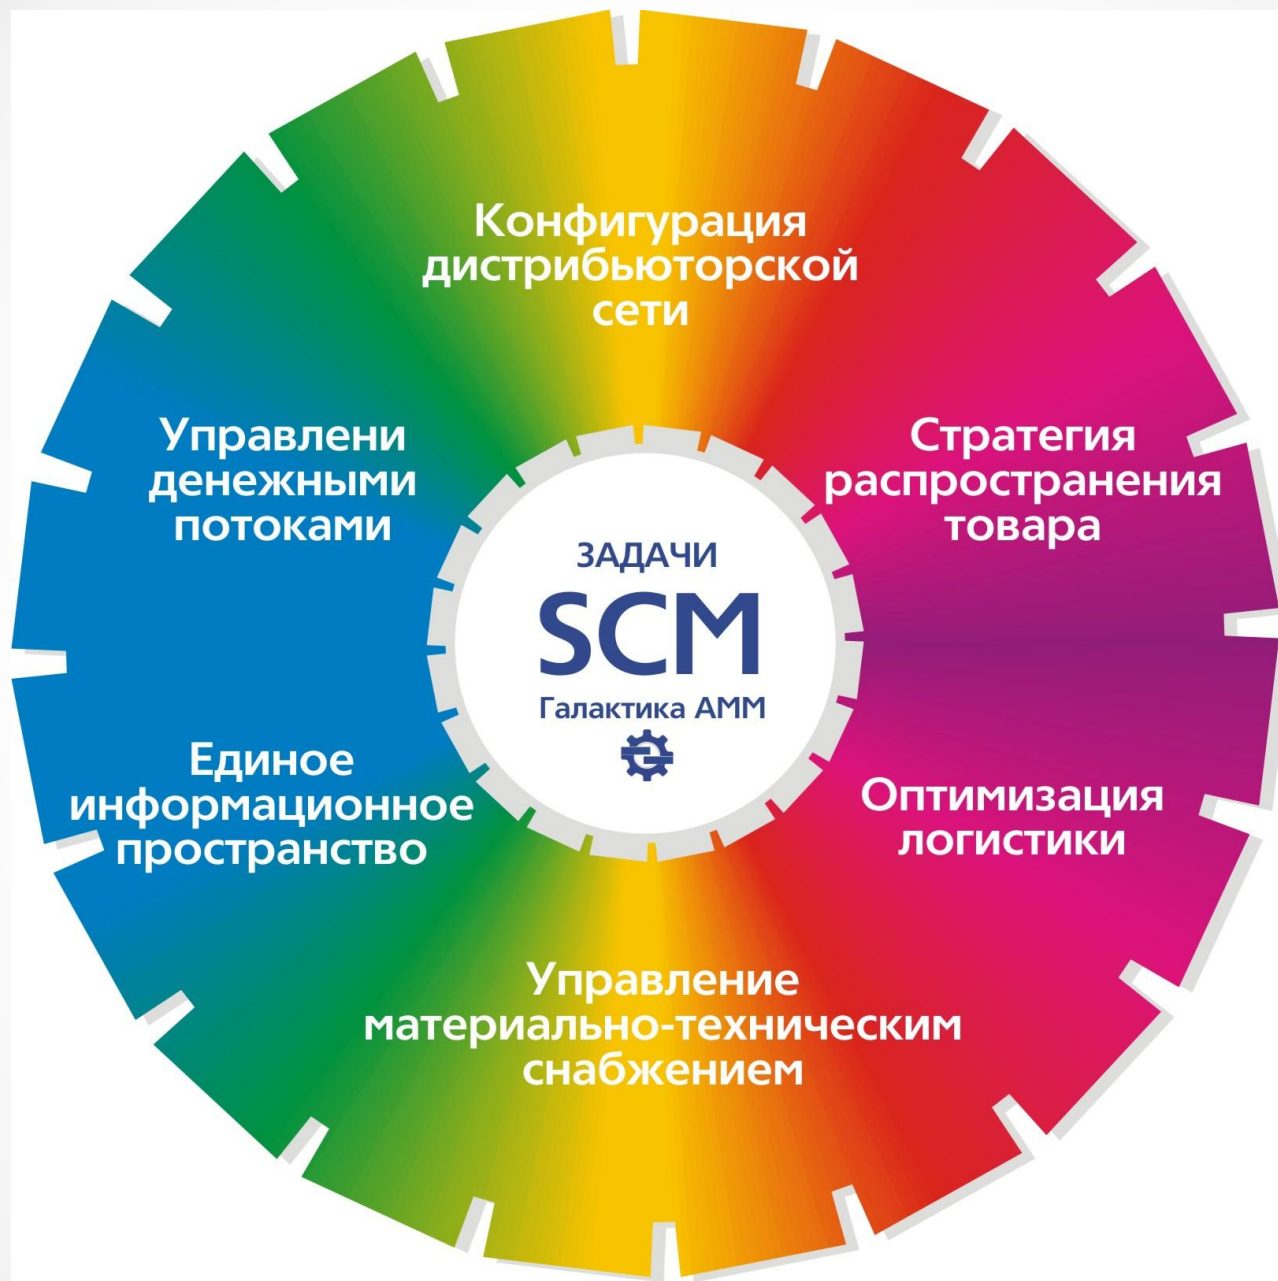 Конфигурация
дистрибьюторской
сети
Управлени
денежными
потоками
Стратегия
распространения
товара
ЗАДАЧИ
SCM
Галактика АММ
Единое
информационное
пространство
Оптимизация
логистики
Управление
материально-техническим
снабжением